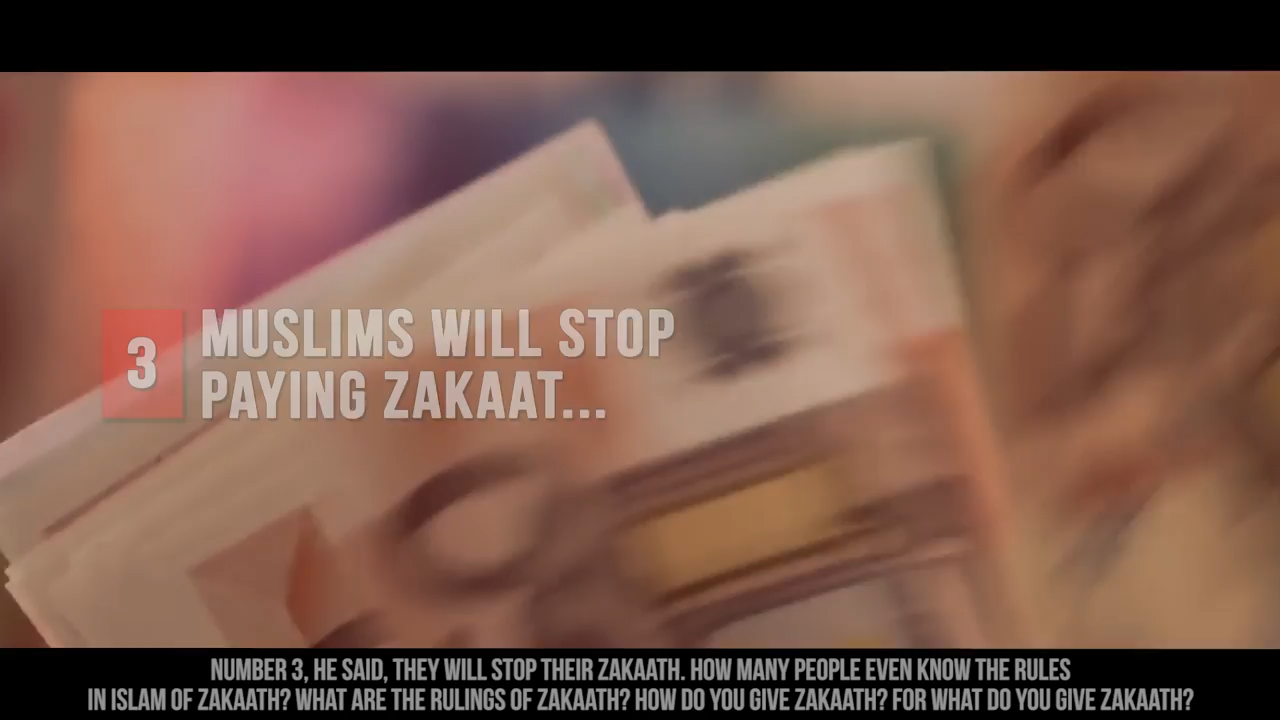 3
MUSLIMS WILL STOP
PAYING ZAKAAT...
NUMBER 3, HE SAID, THEY WILL STOP THEIR ZAKAATH. HOW MANY PEOPLE EVEN KNOW THE RULES
IN ISLAM OF ZAKAATH? WHAT ARE THE RULINGS OF ZAKAATH? HOW DO YOU GIVE ZAKAATH? FOR WHAT DO YOU GIVE ZAKAATH?